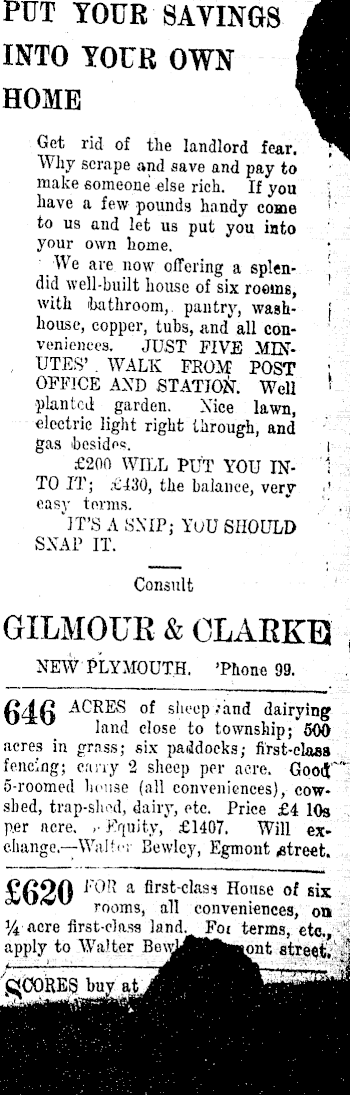 PUT YOUR SAVINGS
INTO YOUR OWN
HOME
Get rid of the landlord fear.
Why scrape and save and pay to
make someone else rich. If you
have a few pounds handy come
to us and let us put you into
your own home.
We are now offering a splen-
did well-built house of six rooms,
with bathroom, pantry, wash-
house, copper, tubs, and all con-
veniences. JUST FIVE MIN-
UTES' WALK FROM POST
OFFICE AND STATION. Well
planted garden. Nice lawn,
electric light right through, and
gas besides.
£200 WILL PUT YOU IN-
TO IT; £430, the balance, very
easy terms.
IT'S A SNIP; YOU SHOULD
SNAP IT.
Consult
GILMOUR & CLARKE
NEW PLYMOUTH. 'Phone 99.
646 ACRES of sheep and dairying
land close to township; 500
acres in grass; six paddocks; first-class
fencing; carry 2 sheep per acre. Good
5-roomed house (all conveniences), cow-
shed, trap-shed, dairy, etc. Price £4 10s
per acre. Equity, £1407. Will ex-
change.—Walter Bewley, Egmont street.
£620 FOR a first-class House of six
rooms, all conveniences, on
¼ acre first-class land. For terms, etc.,
apply to Walter Bewl mont street.
SCORES buy at